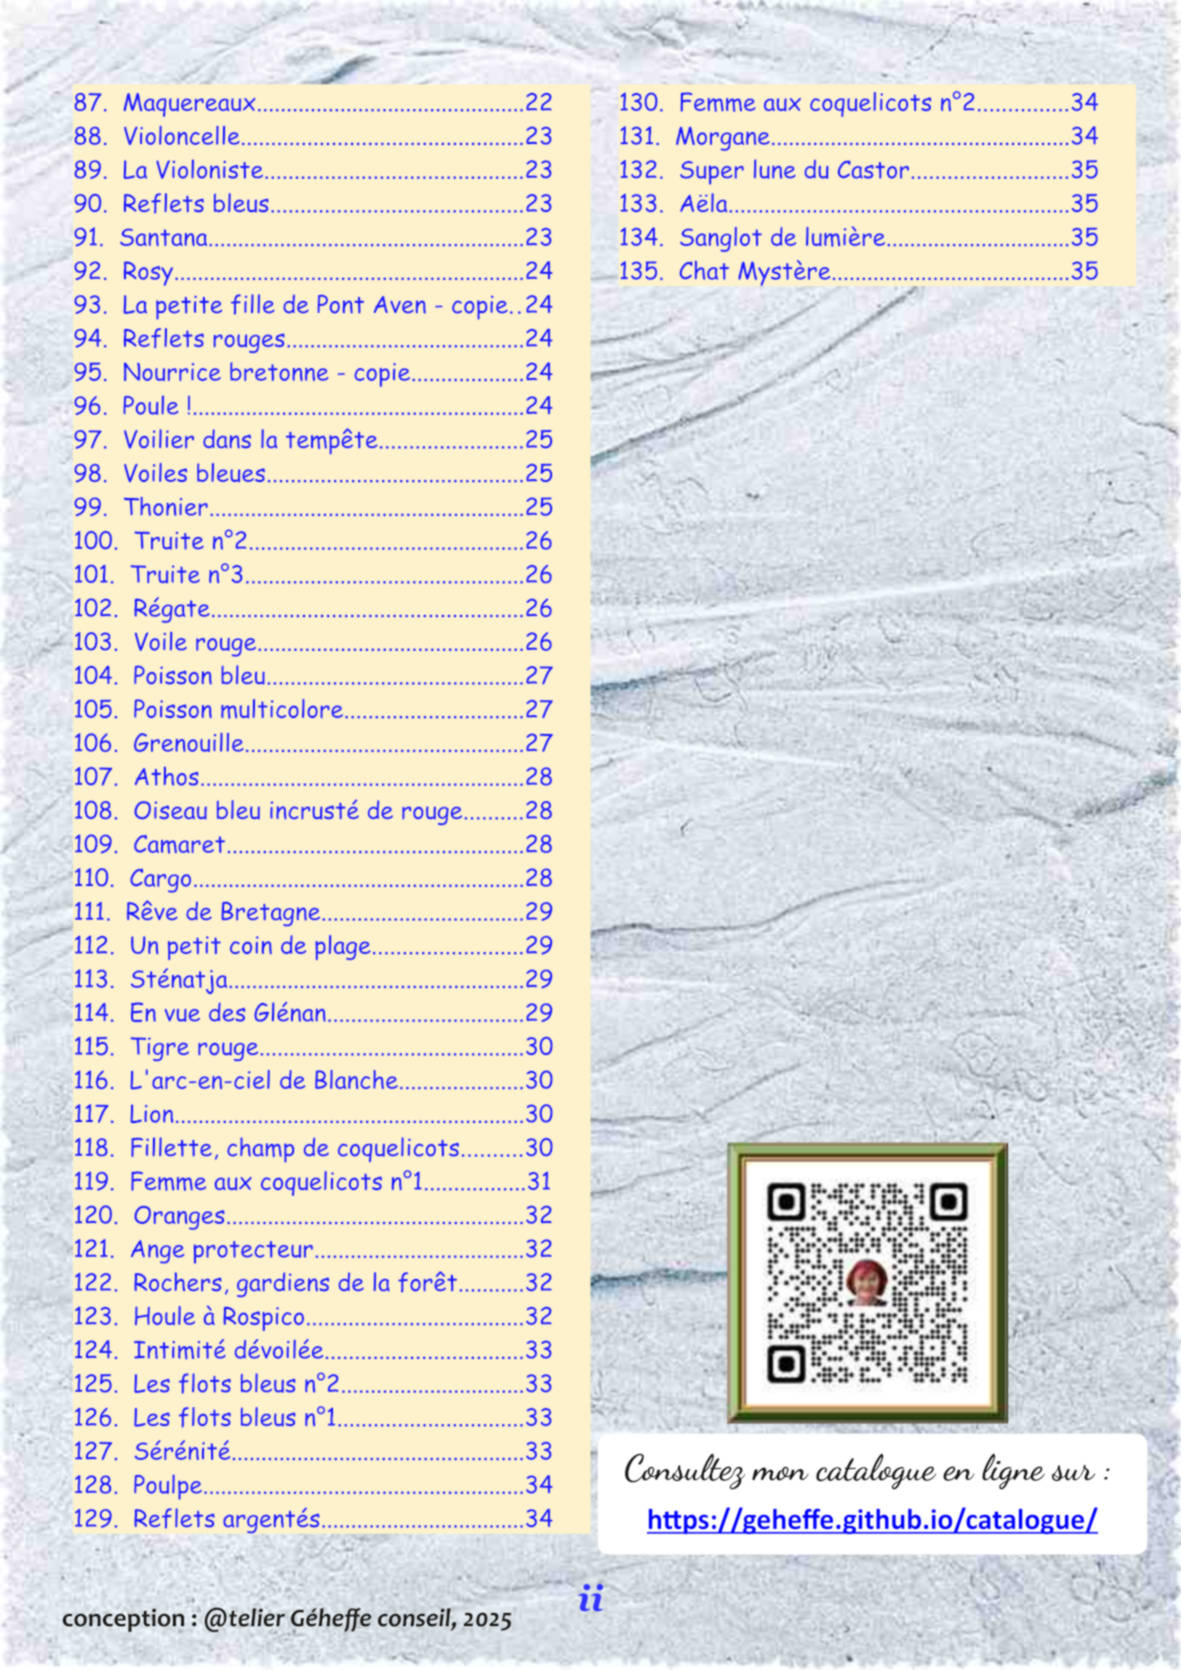 87. Maquereaux..........22
88. Violoncelle..........23
89. La Violoniste..........23
90. Reflets bleus..........23
91. Santana..........23
92. Rosy..........24
93. La petite fille de Pont Aven - copie..24
94. Reflets rouges..........24
95. Nourrice bretonne - copie..........24
96. Poule !..........24
97. Voilier dans la tempête..........25
98. Voiles bleues..........25
99. Thonier..........25
100. Truite n°2..........26
101. Truite n°3..........26
102. Régate..........26
103. Voile rouge..........26
104. Poisson bleu..........27
105. Poisson multicolore..........27
106. Grenouille..........27
107. Athos..........28
108. Oiseau bleu incrusté de rouge..........28
109. Camaret..........28
110. Cargo..........28
111. Rêve de Bretagne..........29
112. Un petit coin de plage..........29
113. Sténatja..........29
114. En vue des Glénan..........29
115. Tigre rouge..........30
116. L'arc-en-ciel de Blanche..........30
117. Lion..........30
118. Fillette, champ de coquelicots..........30
119. Femme aux coquelicots n°1..........31
120. Oranges..........32
121. Ange protecteur..........32
122. Rochers, gardiens de la forêt..........32
123. Houle à Rospico..........32
124. Intimité dévoilée..........33
125. Les flots bleus n°2..........33
126. Les flots bleus n°1..........33
127. Sérénité..........33
128. Poulpe..........34
129. Reflets argentés..........34
130. Femme aux coquelicots n°2..........34
131. Morgane..........34
132. Super lune du Castor..........35
133. Aëla..........35
134. Sanglot de lumière..........35
135. Chat Mystère..........35
Consultez mon catalogue en ligne sur :
https://geheffe.github.io/catalogue/
ii
conception : @telier Géheffe conseil, 2025